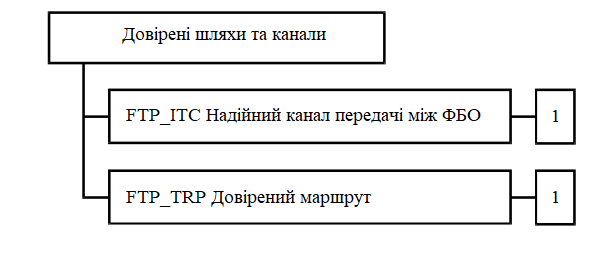 Довірені шляхи та канали
FTP_ITC Надійний канал передачі між ФБО
1
FTP_TRP Довірений маршрут
1